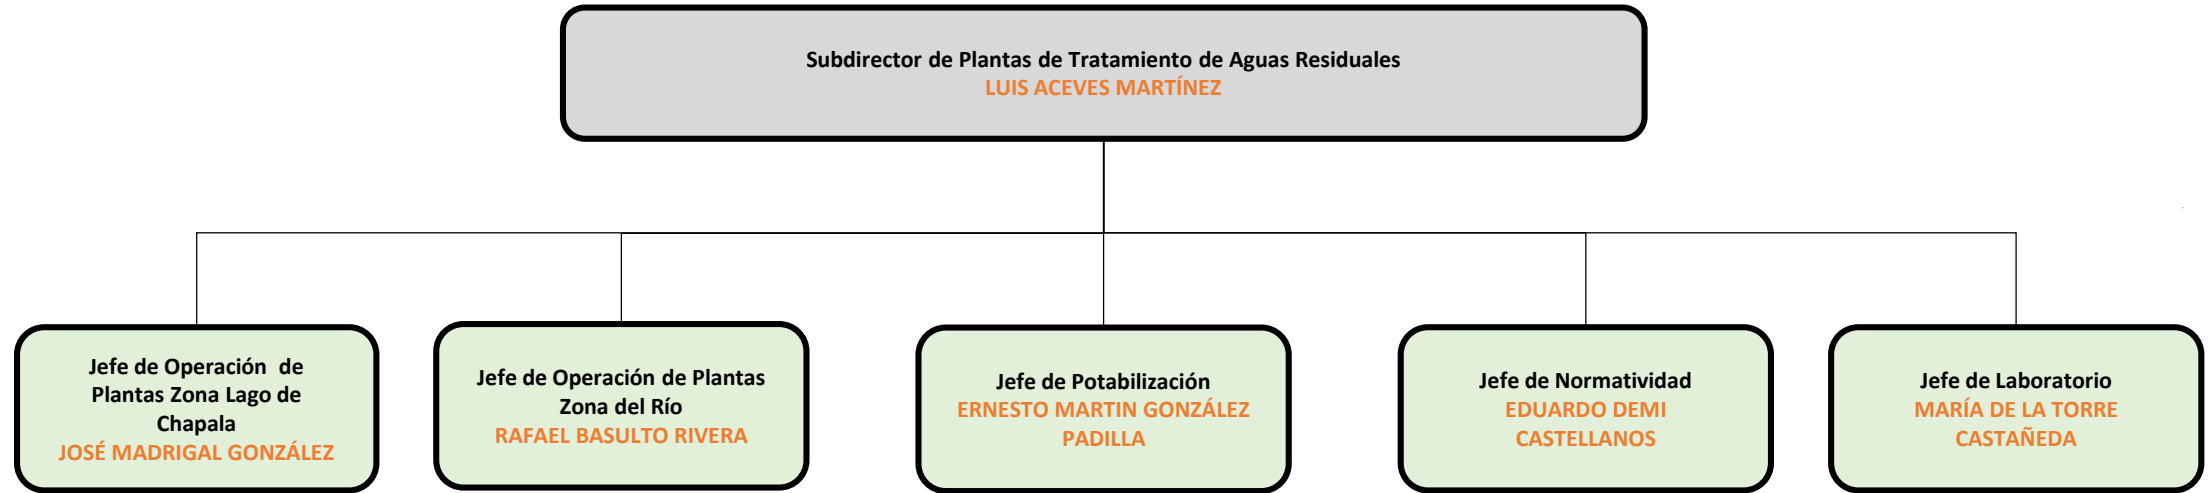 Subdirector de Plantas de Tratamiento de Aguas Residuales
LUIS ACEVES MARTÍNEZ
Jefe de Operación de
Plantas Zona Lago de
Chapala
JOSÉ MADRIGAL GONZÁLEZ
Jefe de Operación de Plantas
Zona del Río
RAFAEL BASULTO RIVERA
Jefe de Potabilización
ERNESTO MARTIN GONZÁLEZ
PADILLA
Jefe de Normatividad
EDUARDO DEMI
CASTELLANOS
Jefe de Laboratorio
MARÍA DE LA TORRE
CASTAÑEDA